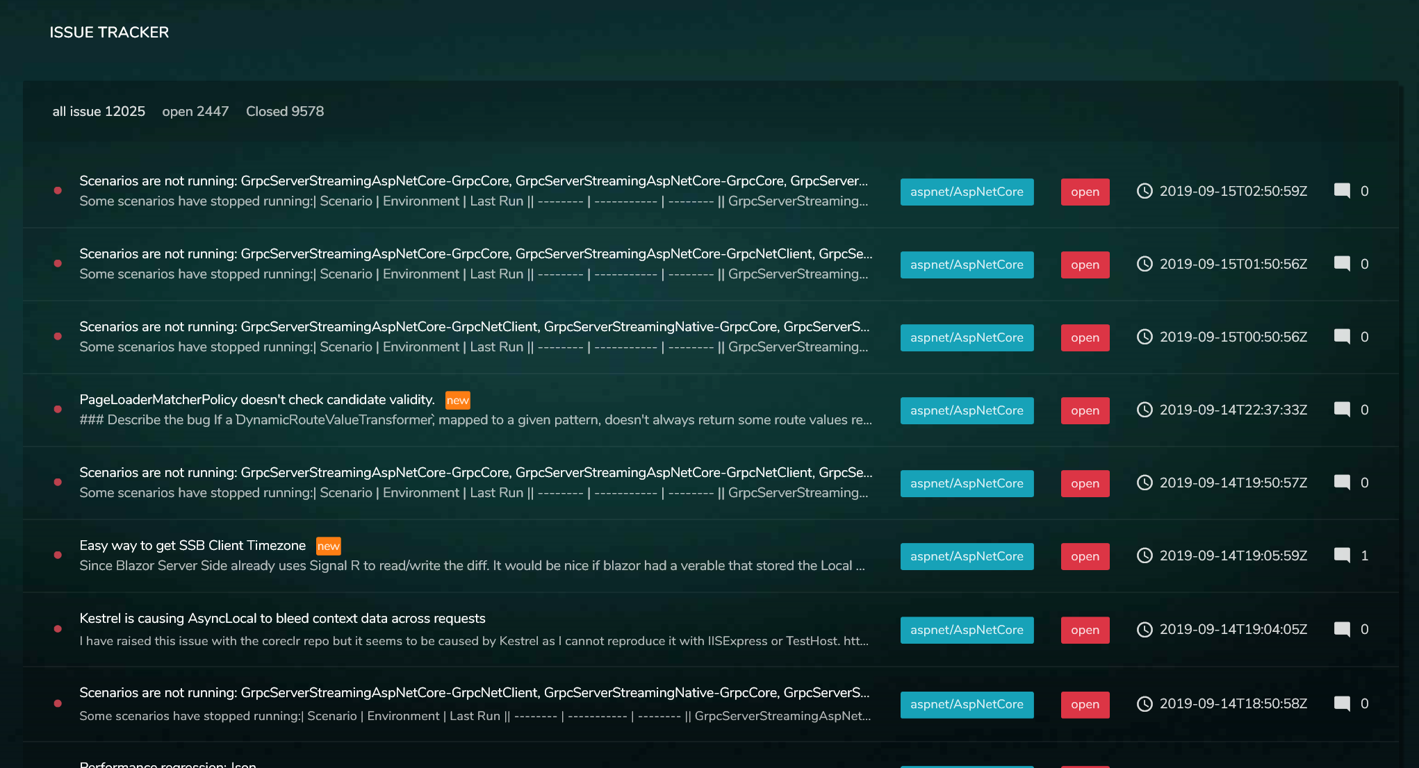 ISSUE TRACKER
all issue 12025 open 2447 Closed 9578
Scenarios are not running: GrpcServerStreamingAspNetCore-GrpcCore, GrpcServerStreamingAspNetCore-GrpcCore, GrpcServer...
Some scenarios have stopped running:| Scenario | Environment | Last Run || -------- | ----------- | -------- || GrpcServerStreaming...
aspnet/AspNetCore open 2019-09-15T02:50:59Z 0
Scenarios are not running: GrpcServerStreamingAspNetCore-GrpcCore, GrpcServerStreamingAspNetCore-GrpcNetClient, GrpcSe...
Some scenarios have stopped running:| Scenario | Environment | Last Run || -------- | ----------- | -------- || GrpcServerStreaming...
aspnet/AspNetCore open 2019-09-15T01:50:56Z 0
Scenarios are not running: GrpcServerStreamingAspNetCore-GrpcNetClient, GrpcServerStreamingNative-GrpcCore, GrpcServerS...
Some scenarios have stopped running:| Scenario | Environment | Last Run || -------- | ----------- | -------- || GrpcServerStreaming...
aspnet/AspNetCore open 2019-09-15T00:50:56Z 0
PageLoaderMatcherPolicy doesn't check candidate validity. new
### Describe the bug If a `DynamicRouteValueTransformer`, mapped to a given pattern, doesn't always return some route values re...
aspnet/AspNetCore open 2019-09-14T22:37:33Z 0
Scenarios are not running: GrpcServerStreamingAspNetCore-GrpcCore, GrpcServerStreamingAspNetCore-GrpcNetClient, GrpcSe...
Some scenarios have stopped running:| Scenario | Environment | Last Run || -------- | ----------- | -------- || GrpcServerStreaming...
aspnet/AspNetCore open 2019-09-14T19:50:57Z 0
Easy way to get SSB Client Timezone new
Since Blazor Server Side already uses Signal R to read/write the diff. It would be nice if blazor had a verable that stored the Local ...
aspnet/AspNetCore open 2019-09-14T19:05:59Z 1
Kestrel is causing AsyncLocal to bleed context data across requests
I have raised this issue with the coreclr repo but it seems to be caused by Kestrel as I cannot reproduce it with IISExpress or TestHost. htt...
aspnet/AspNetCore open 2019-09-14T19:04:05Z 0
Scenarios are not running: GrpcServerStreamingAspNetCore-GrpcNetClient, GrpcServerStreamingNative-GrpcCore, GrpcServerS...
Some scenarios have stopped running:| Scenario | Environment | Last Run || -------- | ----------- | -------- || GrpcServerStreamingAspNet...
aspnet/AspNetCore open 2019-09-14T18:50:58Z 0
Performance regression: Json